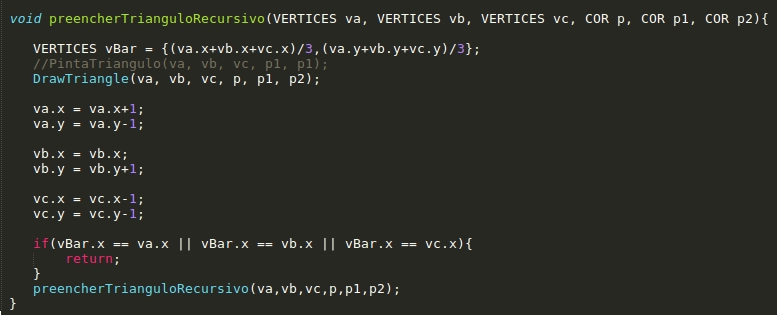 void preencherTrianguloRecursivo(VERTICES va, VERTICES vb, VERTICES vc, COR p, COR p1, COR p2){
VERTICES vBar = {(va.x+vb.x+vc.x)/3,(va.y+vb.y+vc.y)/3};
//PintaTriangulo(va, vb, vc, p1, p1);
DrawTriangle(va, vb, vc, p, p1, p2);
va.x = va.x+1;
va.y = va.y-1;
vb.x = vb.x;
vb.y = vb.y+1;
vc.x = vc.x-1;
vc.y = vc.y-1;
if(vBar.x == va.x || vBar.x == vb.x || vBar.x == vc.x){
return;
}
preencherTrianguloRecursivo(va,vb,vc,p,p1,p2);
}